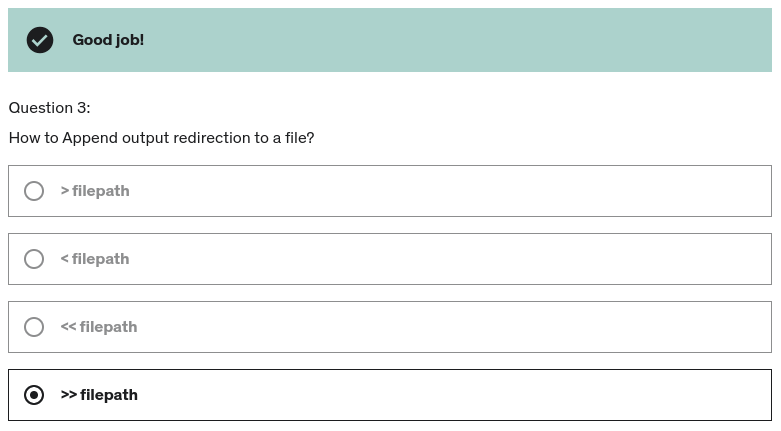 Good job!
Question 3:
How to Append output redirection to a file?
> filepath
< filepath
<< filepath
>> filepath